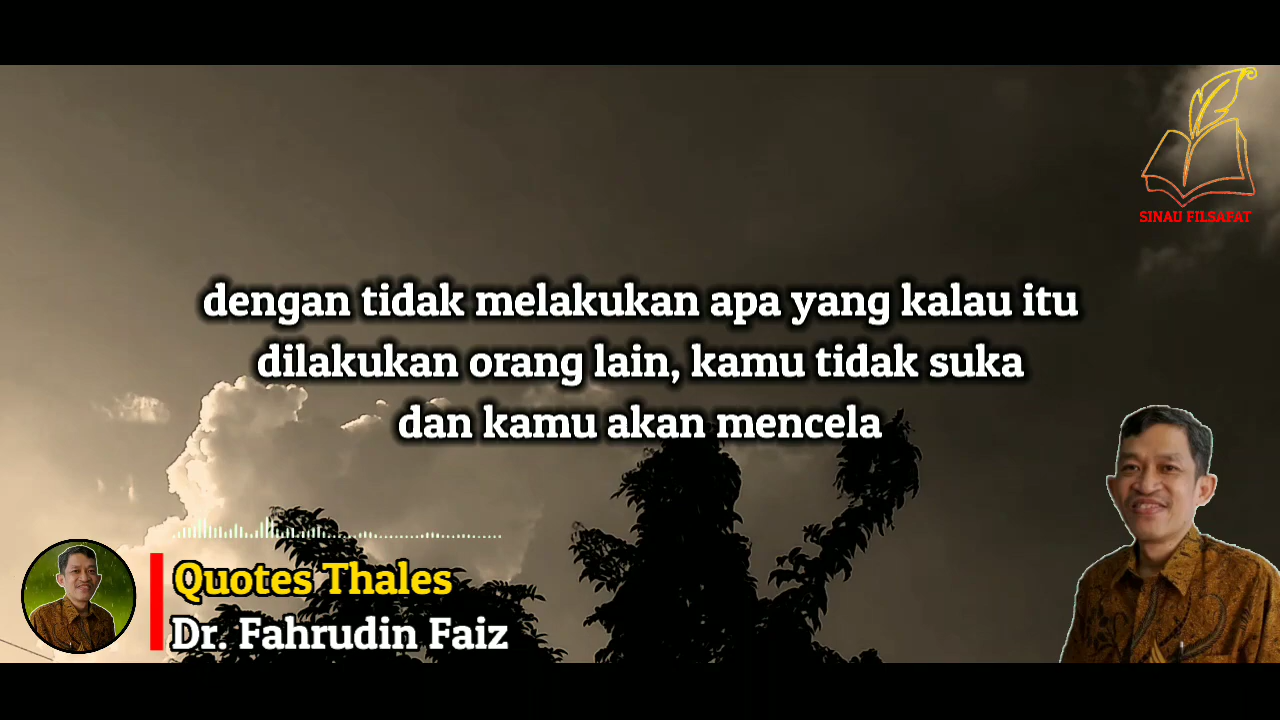 SINAU FILSAFAT
dengan tidak melakukan apa yang kalau itu
dilakukan orang lain, kamu tidak suka
dan kamu akan mencela
Quotes Thales
Dr. Fahrudin Faiz